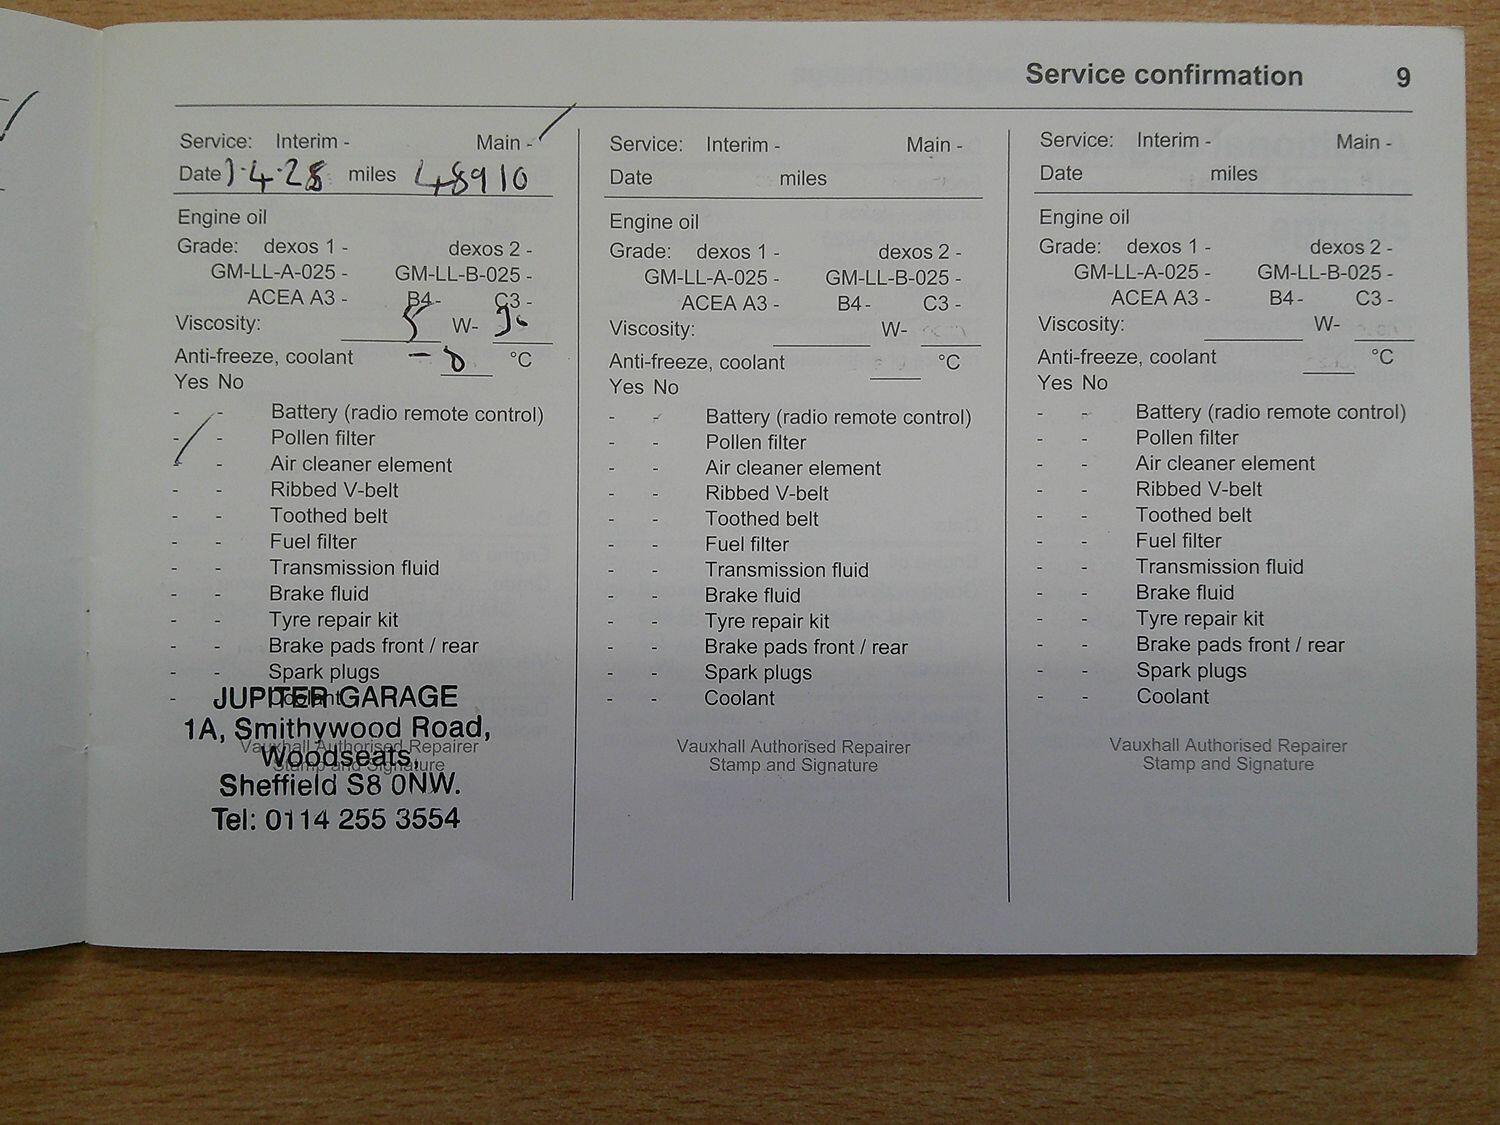 Service confirmation 9
Service: Interim - Main -
Date 1.4.28 miles 48910
Engine oil
Grade: dexos 1 - dexos 2 -
GM-LL-A-025 - GM-LL-B-025 -
ACEA A3 - B4 - C3 -
Viscosity: 5 W- 30
Anti-freeze, coolant °C
Yes No
- - Battery (radio remote control)
- - Pollen filter
- - Air cleaner element
- - Ribbed V-belt
- - Toothed belt
- - Fuel filter
- - Transmission fluid
- - Brake fluid
- - Tyre repair kit
- - Brake pads front / rear
- - Spark plugs
- Coolant
JUPITER GARAGE
1A, Smithywood Road,
Vauxhall Authorised Repairer
Woodseats,
Stamp and Signature
Sheffield S8 0NW.
Tel: 0114 255 3554
Service: Interim - Main -
Date miles
Engine oil
Grade: dexos 1 - dexos 2 -
GM-LL-A-025 - GM-LL-B-025 -
ACEA A3 - B4 - C3 -
Viscosity: W-
Anti-freeze, coolant °C
Yes No
- - Battery (radio remote control)
- - Pollen filter
- - Air cleaner element
- - Ribbed V-belt
- - Toothed belt
- - Fuel filter
- - Transmission fluid
- - Brake fluid
- - Tyre repair kit
- - Brake pads front / rear
- - Spark plugs
- - Coolant
Vauxhall Authorised Repairer
Stamp and Signature
Service: Interim - Main -
Date miles
Engine oil
Grade: dexos 1 - dexos 2 -
GM-LL-A-025 - GM-LL-B-025 -
ACEA A3 - B4 - C3 -
Viscosity: W-
Anti-freeze, coolant °C
Yes No
- - Battery (radio remote control)
- - Pollen filter
- - Air cleaner element
- - Ribbed V-belt
- - Toothed belt
- - Fuel filter
- - Transmission fluid
- - Brake fluid
- - Tyre repair kit
- - Brake pads front / rear
- - Spark plugs
- - Coolant
Vauxhall Authorised Repairer
Stamp and Signature